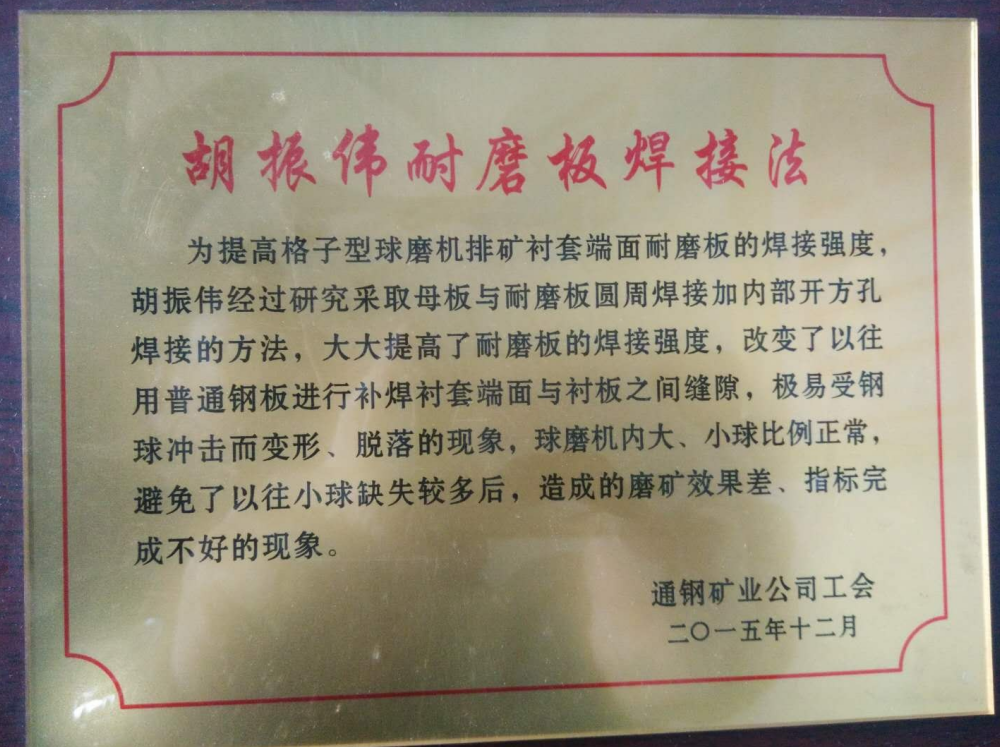 胡振伟耐磨板焊接法
为提高格子型球磨机排矿衬套端面耐磨板的焊接强度，
胡振伟经过研究采取母板与耐磨板圆周焊接加内部开方孔
焊接的方法，大大提高了耐磨板的焊接强度，改变了以往
用普通钢板进行补焊衬套端面与衬板之间缝隙，极易受钢
球冲击而变形、脱落的现象，球磨机内大、小球比例正常，
避免了以往小球缺失较多后，造成的磨矿效果差、指标完
成不好的现象。
通钢矿业公司工会
二〇一五年十二月